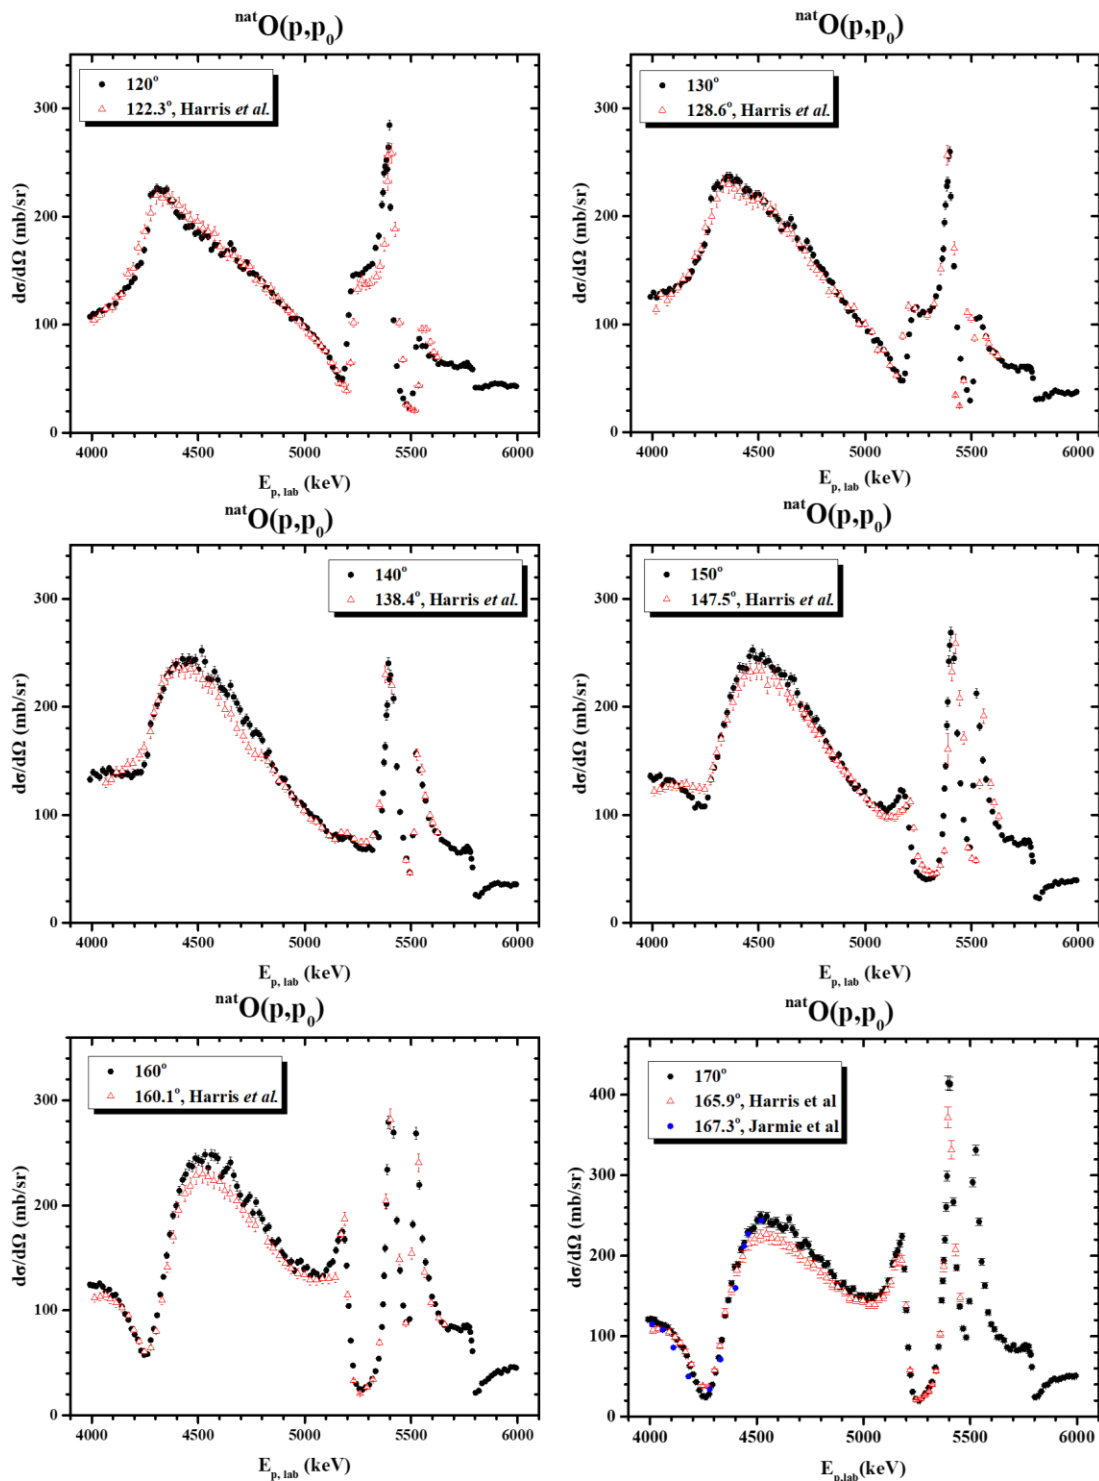 natO(p,p0)
120°
122.3°, Harris et al.
dσ/dΩ (mb/sr)
300
200
100
0
4000 4500 5000 5500 6000
Ep, lab (keV)
natO(p,p0)
130°
128.6°, Harris et al.
dσ/dΩ (mb/sr)
300
200
100
0
4000 4500 5000 5500 6000
Ep, lab (keV)
natO(p,p0)
140°
138.4°, Harris et al.
dσ/dΩ (mb/sr)
300
200
100
0
4000 4500 5000 5500 6000
Ep, lab (keV)
natO(p,p0)
150°
147.5°, Harris et al.
dσ/dΩ (mb/sr)
300
200
100
0
4000 4500 5000 5500 6000
Ep, lab (keV)
natO(p,p0)
160°
160.1°, Harris et al.
dσ/dΩ (mb/sr)
300
200
100
0
4000 4500 5000 5500 6000
Ep, lab (keV)
natO(p,p0)
170°
165.9°, Harris et al
167.3°, Jarmie et al
dσ/dΩ (mb/sr)
400
300
200
100
0
4000 4500 5000 5500 6000
Ep,lab (keV)